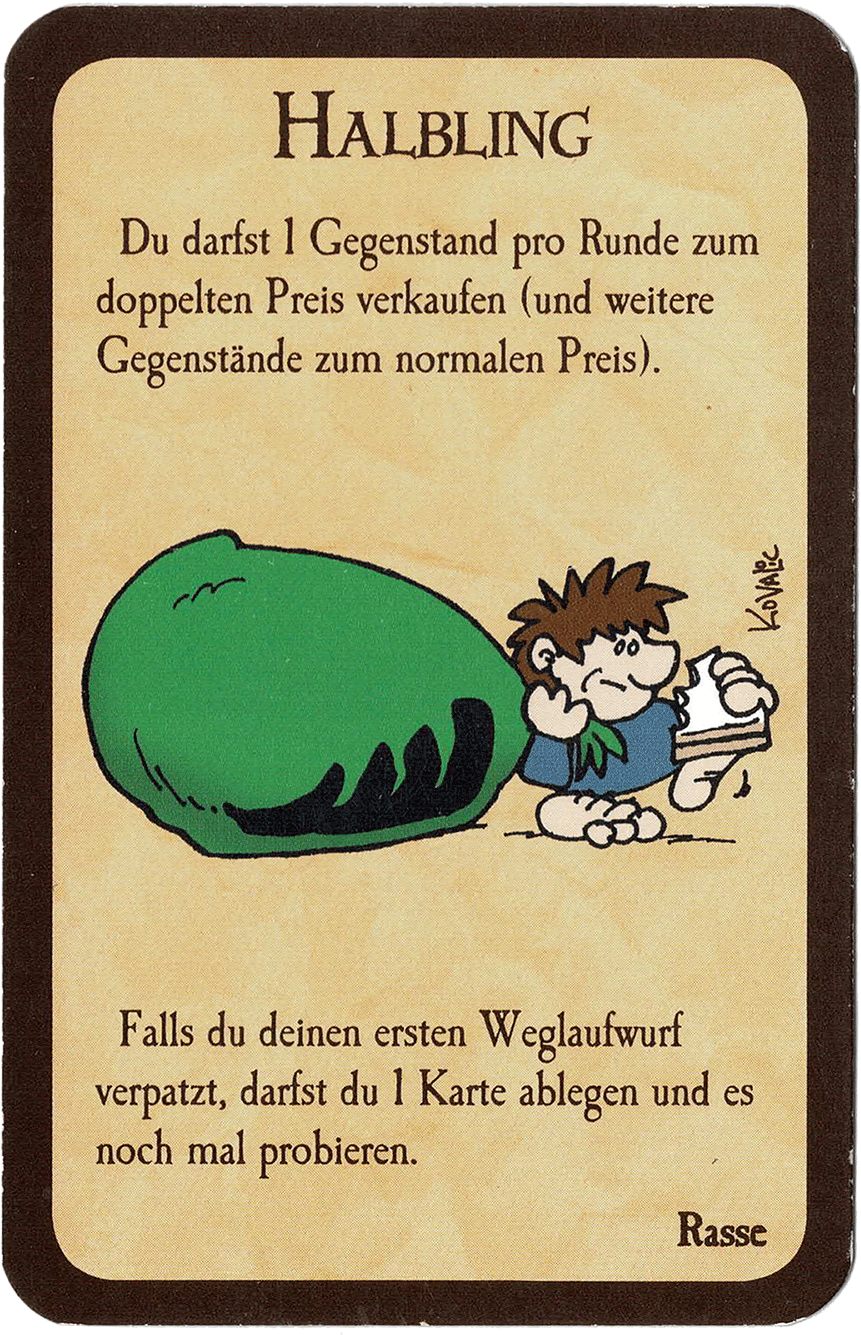 HALBLING
Du darfst 1 Gegenstand pro Runde zum
doppelten Preis verkaufen (und weitere
Gegenstände zum normalen Preis).
KOVALIC
Falls du deinen ersten Weglaufwurf
verpatzt, darfst du 1 Karte ablegen und es
noch mal probieren.
Rasse